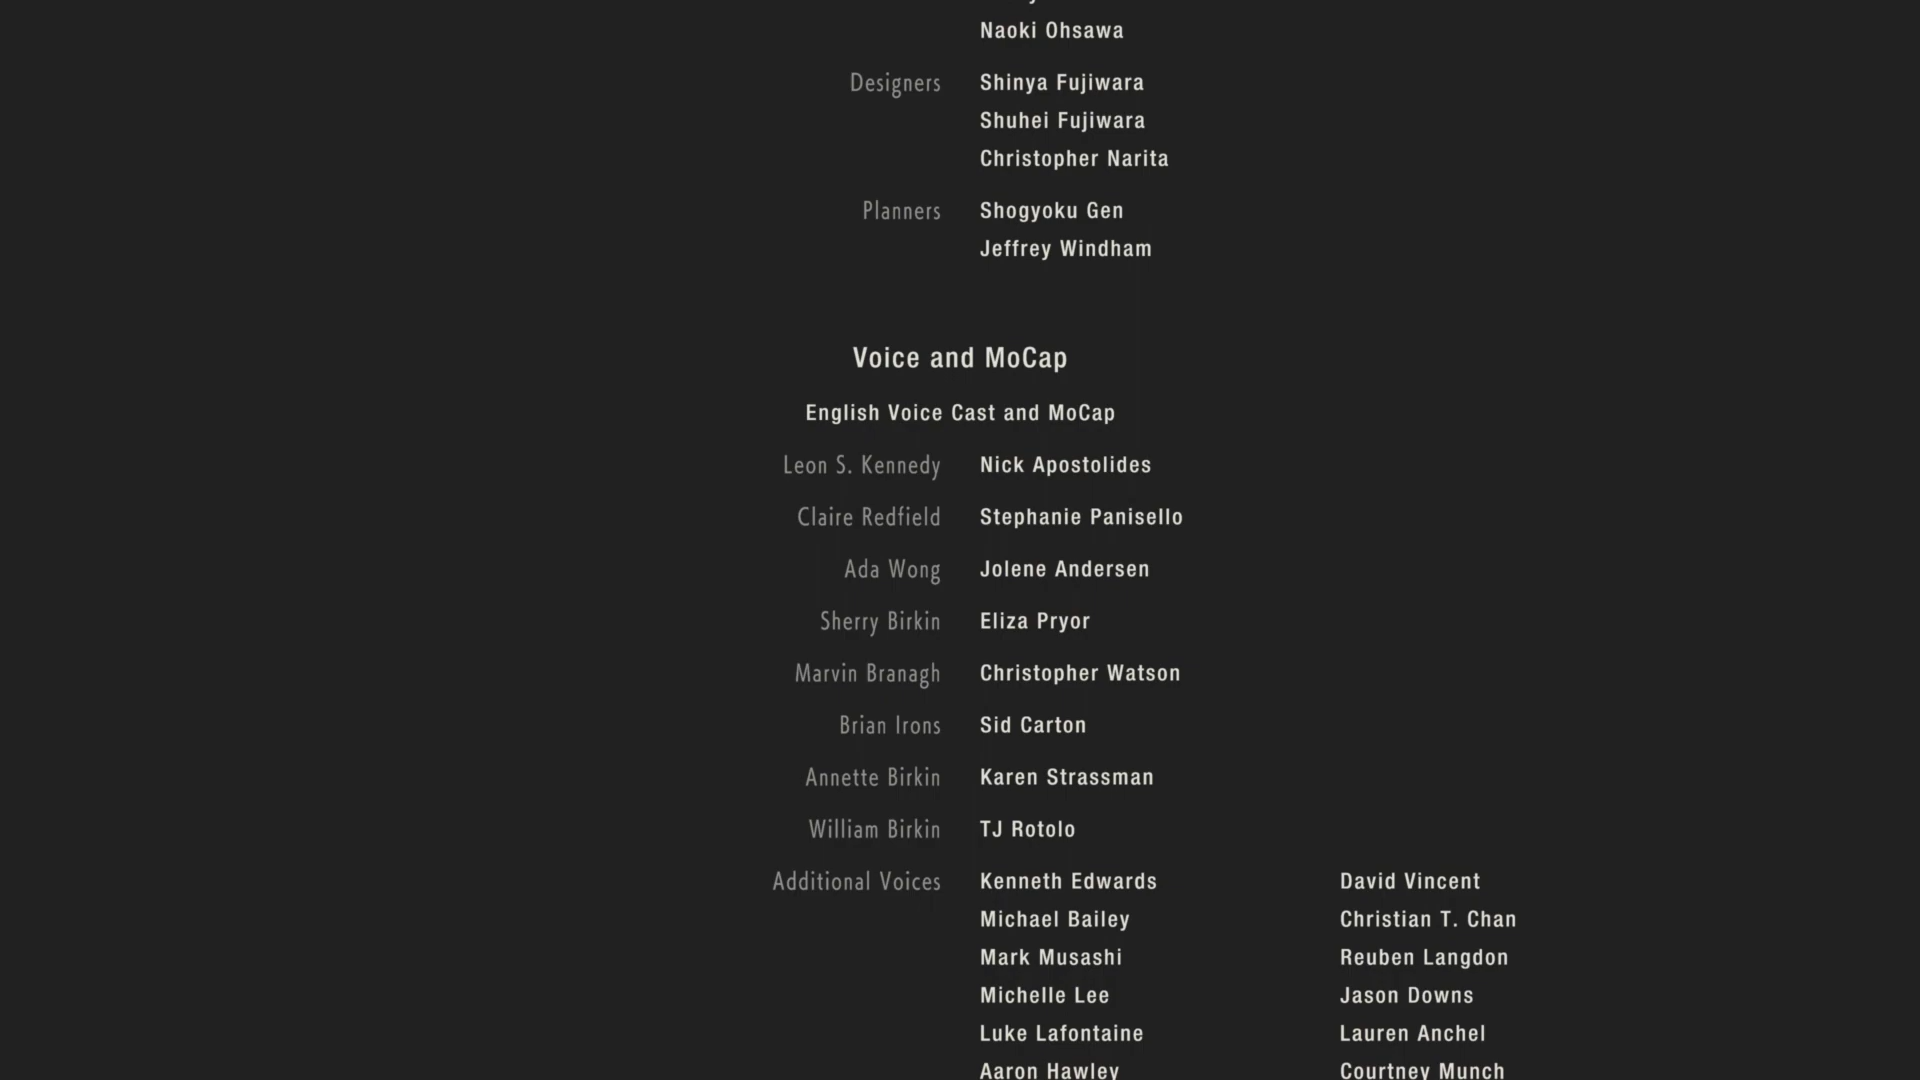 Naoki Ohsawa
Designers Shinya Fujiwara
Shuhei Fujiwara
Christopher Narita
Planners Shogyoku Gen
Jeffrey Windham
Voice and MoCap
English Voice Cast and MoCap
Leon S. Kennedy Nick Apostolides
Claire Redfield Stephanie Panisello
Ada Wong Jolene Andersen
Sherry Birkin Eliza Pryor
Marvin Branagh Christopher Watson
Brian Irons Sid Carton
Annette Birkin Karen Strassman
William Birkin TJ Rotolo
Additional Voices Kenneth Edwards David Vincent
Michael Bailey Christian T. Chan
Mark Musashi Reuben Langdon
Michelle Lee Jason Downs
Luke Lafontaine Lauren Anchel
Aaron Hawley Courtney Munch